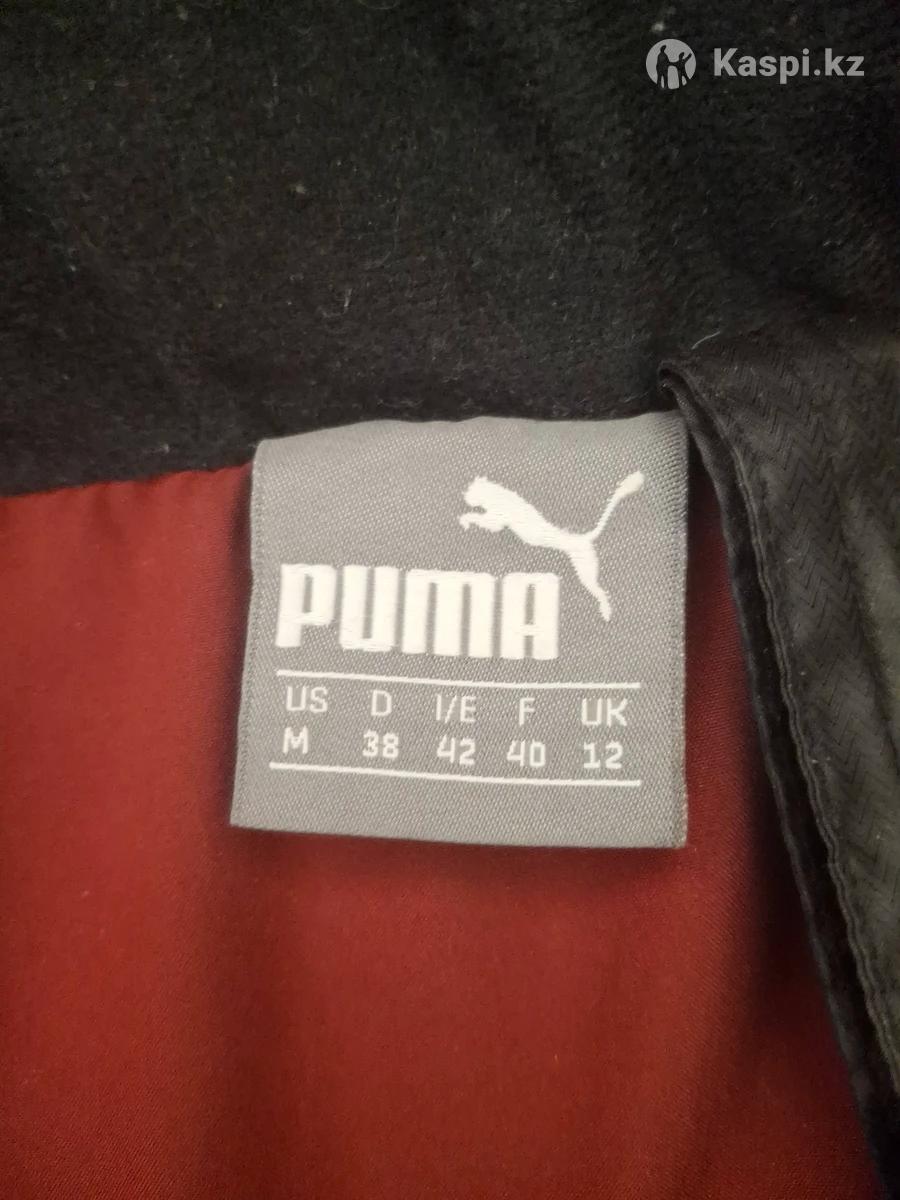 Kaspi.kz
PUMA
US D I/E F UK
M 38 42 40 12